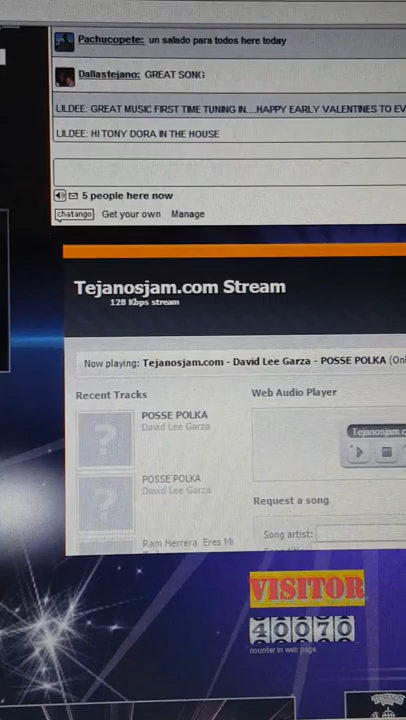 Pachucopete: un salado para todos here today
Dallastejano: GREAT SONG
LILDEE: GREAT MUSIC FIRST TIME TUNING IN....HAPPY EARLY VALENTINES TO EV
LILDEE: HI TONY DORA IN THE HOUSE
5 people here now
chatango Get your own Manage
Tejanosjam.com Stream
128 Kbps stream
Now playing: Tejanosjam.com - David Lee Garza - POSSE POLKA (Onl
Recent Tracks
Web Audio Player
POSSE POLKA
David Lee Garza
Tejanosjam.c
POSSE POLKA
David Lee Garza
Request a song
Song artist:
Ram Herrera Eres Mi
VISITOR
40070
counter in web page